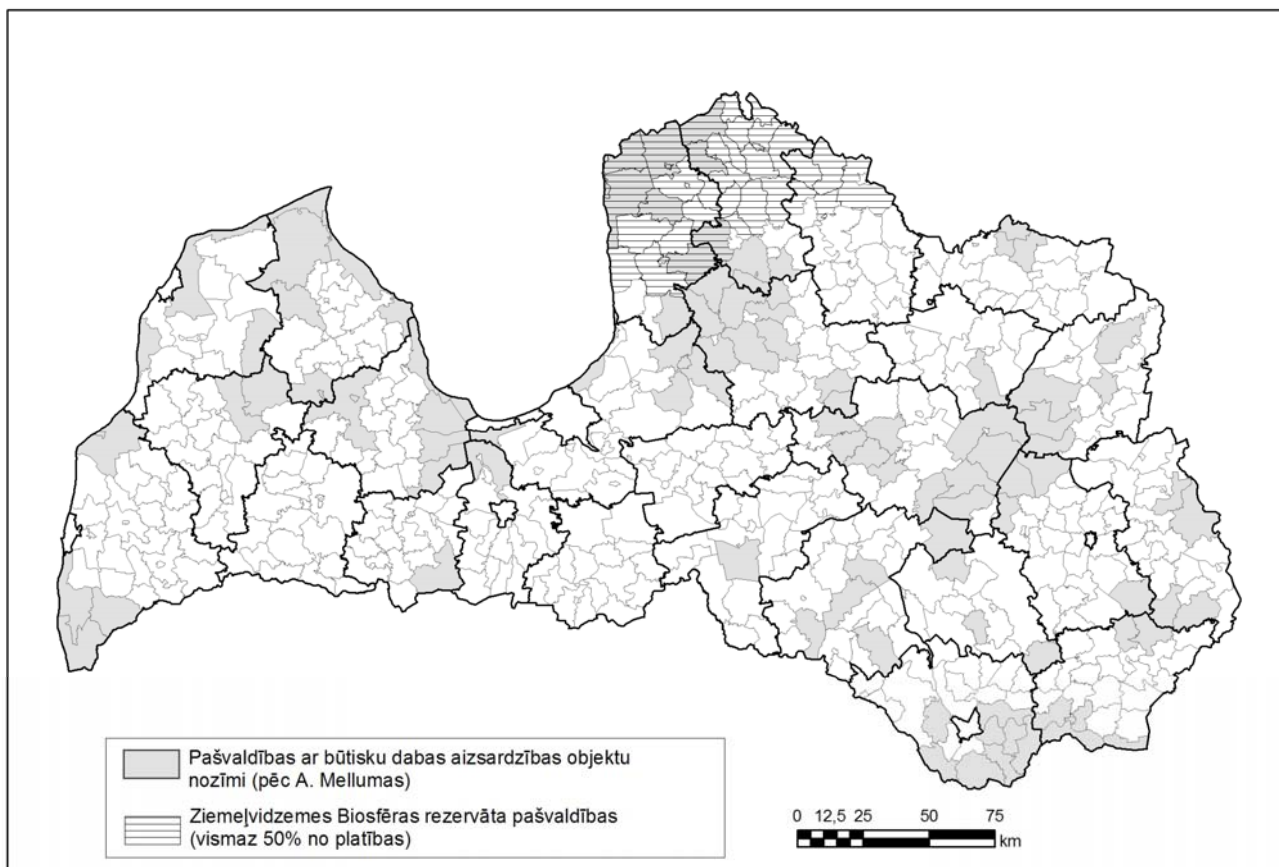 Pašvaldības ar būtisku dabas aizsardzības objektu
nozīmi (pēc A. Mellumas)
Ziemeļvidzemes Biosfēras rezervāta pašvaldības
(vismaz 50% no platības)
0 12,5 25 50 75
km